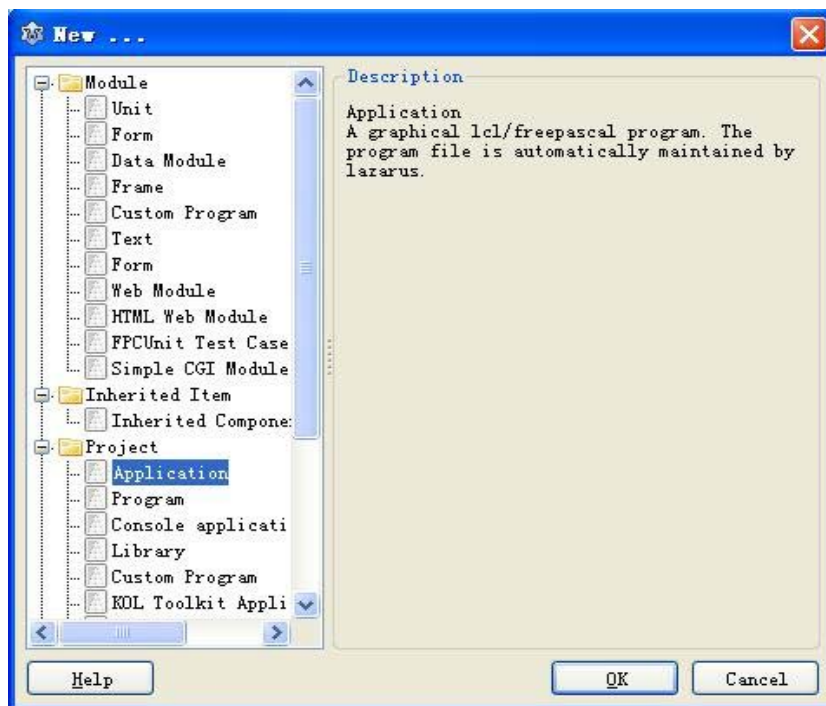 New ...
Module
Unit
Form
Data Module
Frame
Custom Program
Text
Form
Web Module
HTML Web Module
FPCUnit Test Case
Simple CGI Module
Inherited Item
Inherited Compone
Project
Application
Program
Console applicati
Library
Custom Program
KOL Toolkit Appli
Description
Application
A graphical lcl/freepascal program. The
program file is automatically maintained by
lazarus.
Help
OK
Cancel